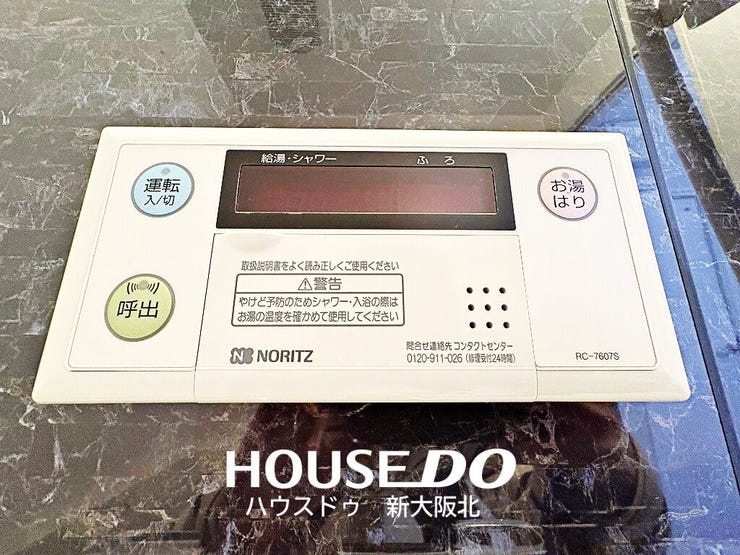 給湯・シャワー ふろ
運転
入/切
お湯
はり
呼出
取扱説明書をよく読み正しくご使用ください
⚠警告
やけど予防のためシャワー・入浴の際は
お湯の温度を確かめて使用してください
NORITZ
問合せ連絡先 コンタクトセンター
0120-911-026 (修理受付24時間)
RC-7607S
HOUSE DO
ハウスドゥ 新大阪北